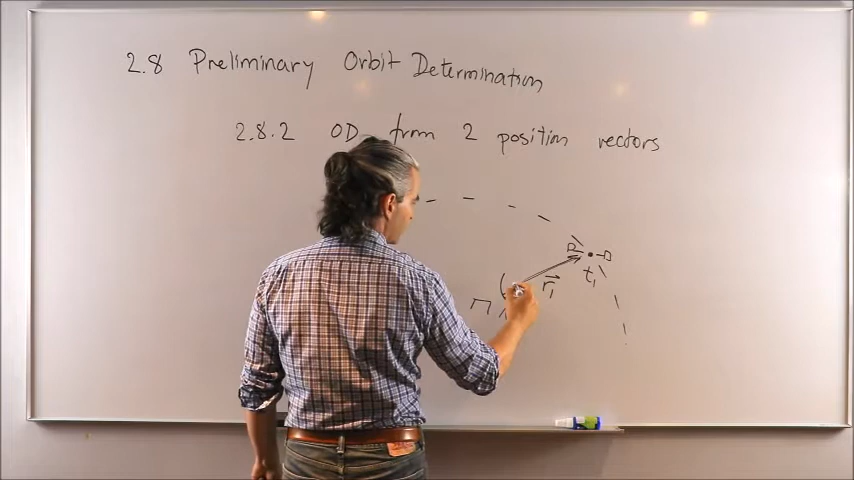 2.8 Preliminary Orbit Determination
2.8.2 OD from 2 position vectors
t₁
r⃗₁